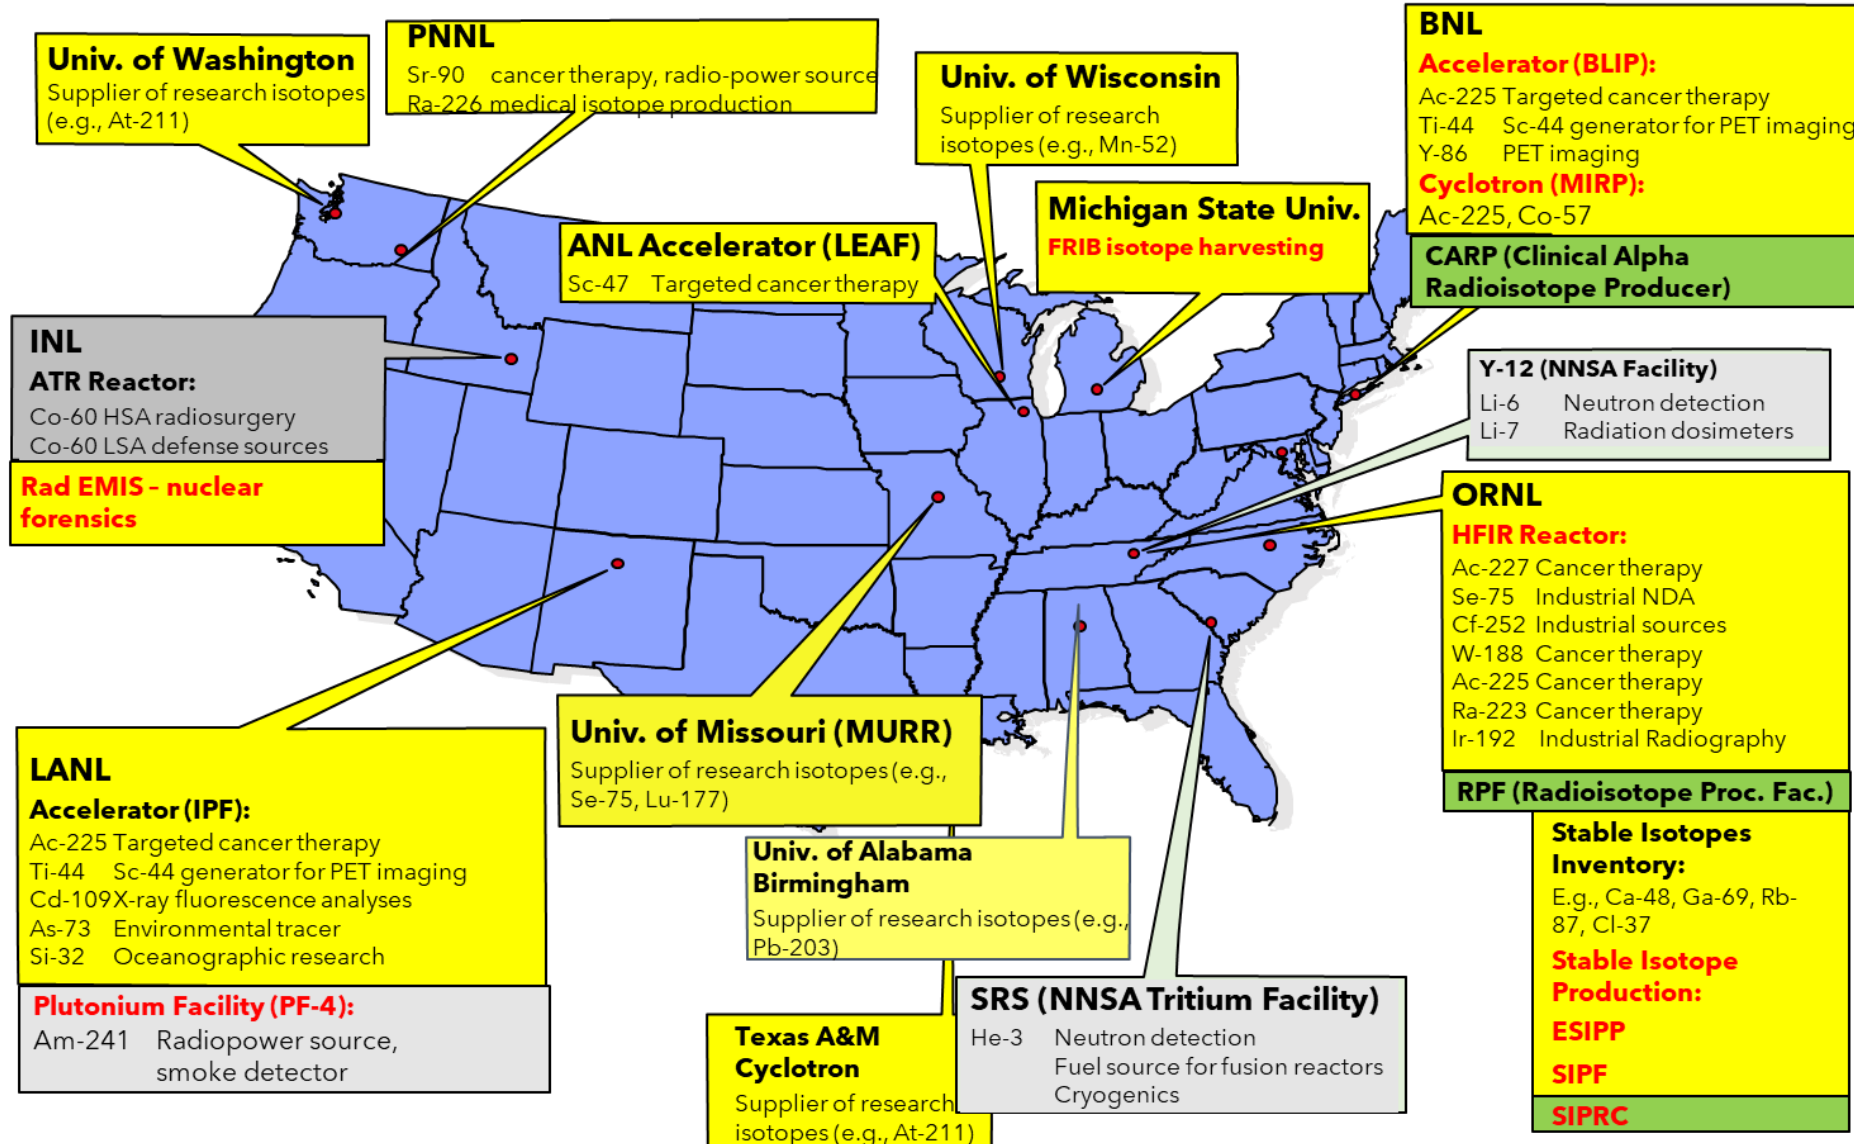 Univ. of Washington
Supplier of research isotopes
(e.g., At-211)
PNNL
Sr-90 cancer therapy, radio-power source
Ra-226 medical isotope production
Univ. of Wisconsin
Supplier of research
isotopes (e.g., Mn-52)
BNL
Accelerator (BLIP):
Ac-225 Targeted cancer therapy
Ti-44 Sc-44 generator for PET imaging
Y-86 PET imaging
Cyclotron (MIRP):
Ac-225, Co-57
CARP (Clinical Alpha
Radioisotope Producer)
Michigan State Univ.
FRIB isotope harvesting
ANL Accelerator (LEAF)
Sc-47 Targeted cancer therapy
INL
ATR Reactor:
Co-60 HSA radiosurgery
Co-60 LSA defense sources
Rad EMIS – nuclear
forensics
Y-12 (NNSA Facility)
Li-6 Neutron detection
Li-7 Radiation dosimeters
ORNL
HFIR Reactor:
Ac-227 Cancer therapy
Se-75 Industrial NDA
Cf-252 Industrial sources
W-188 Cancer therapy
Ac-225 Cancer therapy
Ra-223 Cancer therapy
Ir-192 Industrial Radiography
RPF (Radioisotope Proc. Fac.)
Stable Isotopes
Inventory:
E.g., Ca-48, Ga-69, Rb-
87, Cl-37
Stable Isotope
Production:
ESIPP
SIPF
SIPRC
LANL
Accelerator (IPF):
Ac-225 Targeted cancer therapy
Ti-44 Sc-44 generator for PET imaging
Cd-109 X-ray fluorescence analyses
As-73 Environmental tracer
Si-32 Oceanographic research
Plutonium Facility (PF-4):
Am-241 Radiopower source,
smoke detector
Univ. of Missouri (MURR)
Supplier of research isotopes (e.g.,
Se-75, Lu-177)
Univ. of Alabama
Birmingham
Supplier of research isotopes (e.g.,
Pb-203)
Texas A&M
Cyclotron
Supplier of research
isotopes (e.g., At-211)
SRS (NNSA Tritium Facility)
He-3 Neutron detection
Fuel source for fusion reactors
Cryogenics